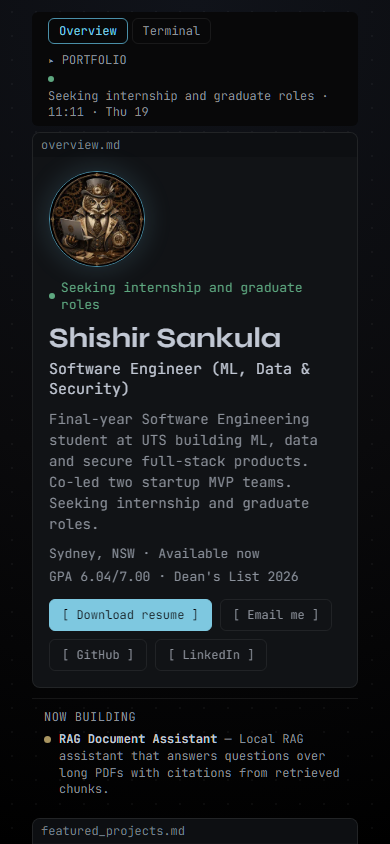 Overview Terminal
▸ PORTFOLIO
Seeking internship and graduate roles ·
11:11 · Thu 19
overview.md
Seeking internship and graduate
roles
Shishir Sankula
Software Engineer (ML, Data &
Security)
Final-year Software Engineering
student at UTS building ML, data
and secure full-stack products.
Co-led two startup MVP teams.
Seeking internship and graduate
roles.
Sydney, NSW · Available now
GPA 6.04/7.00 · Dean's List 2026
[ Download resume ] [ Email me ]
[ GitHub ] [ LinkedIn ]
NOW BUILDING
RAG Document Assistant — Local RAG
assistant that answers questions over
long PDFs with citations from retrieved
chunks.
featured_projects.md